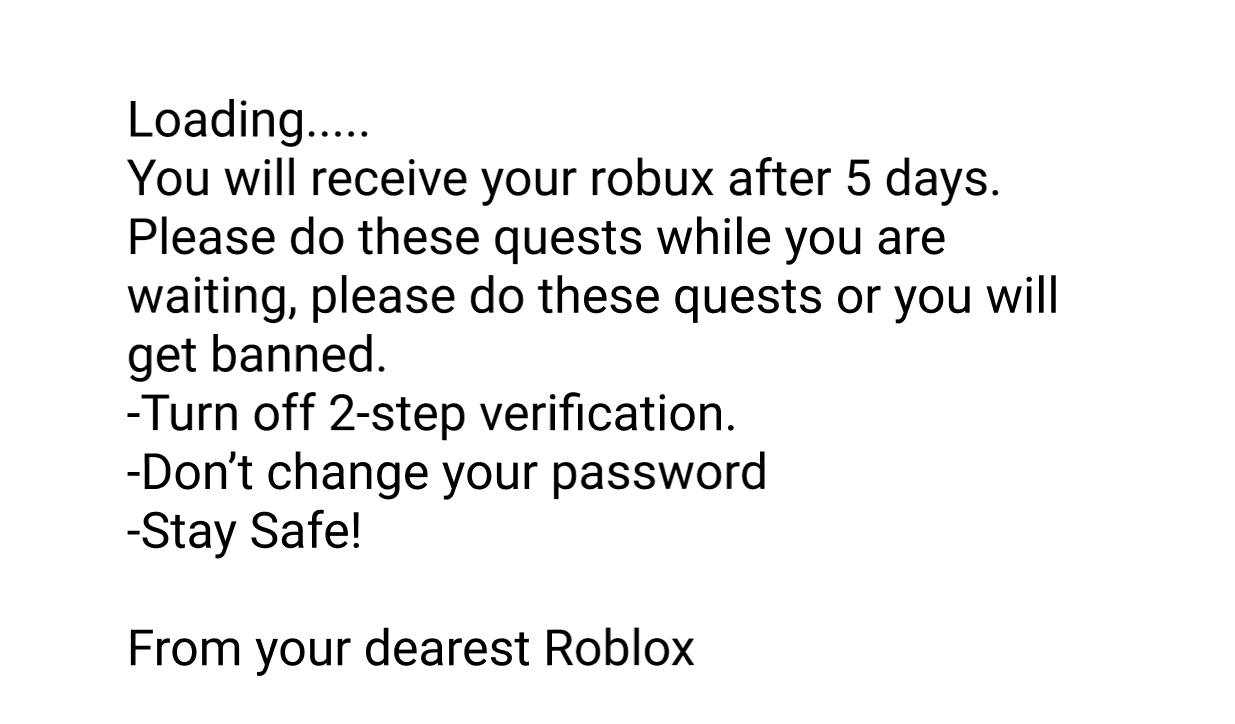 Loading.....
You will receive your robux after 5 days.
Please do these quests while you are
waiting, please do these quests or you will
get banned.
-Turn off 2-step verification.
-Don’t change your password
-Stay Safe!
From your dearest Roblox